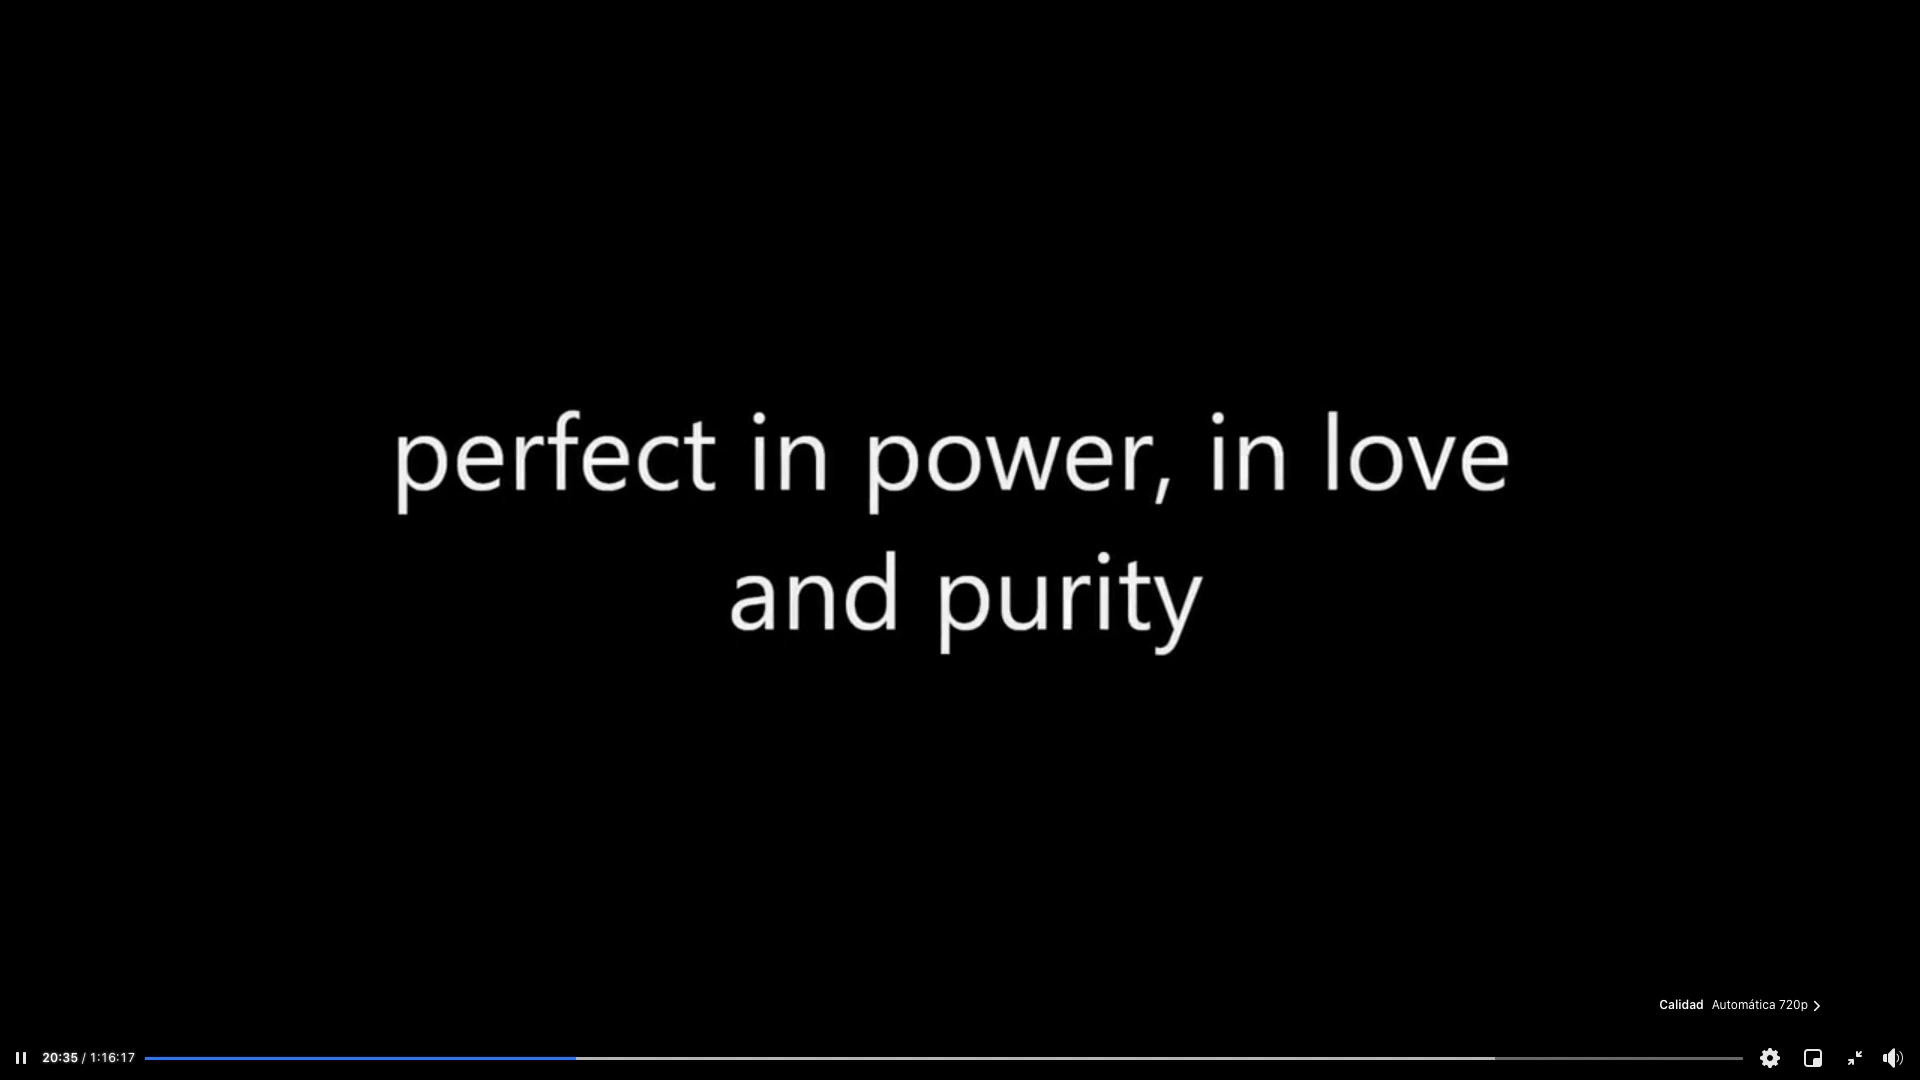 perfect in power, in love
and purity
Calidad Automática 720p
20:35 / 1:16:17